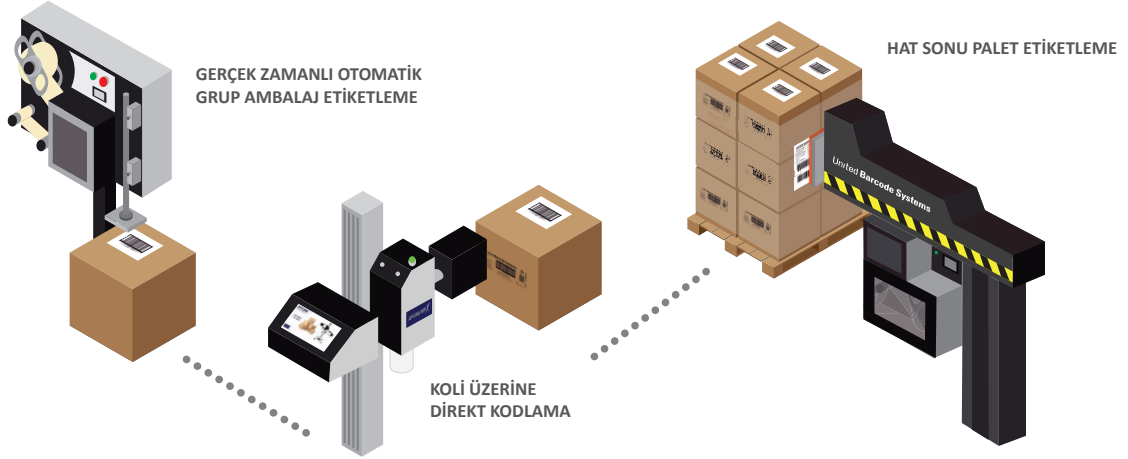 GERÇEK ZAMANLI OTOMATİK
GRUP AMBALAJ ETİKETLEME
HAT SONU PALET ETİKETLEME
United Barcode Systems
KOLİ ÜZERİNE
DİREKT KODLAMA